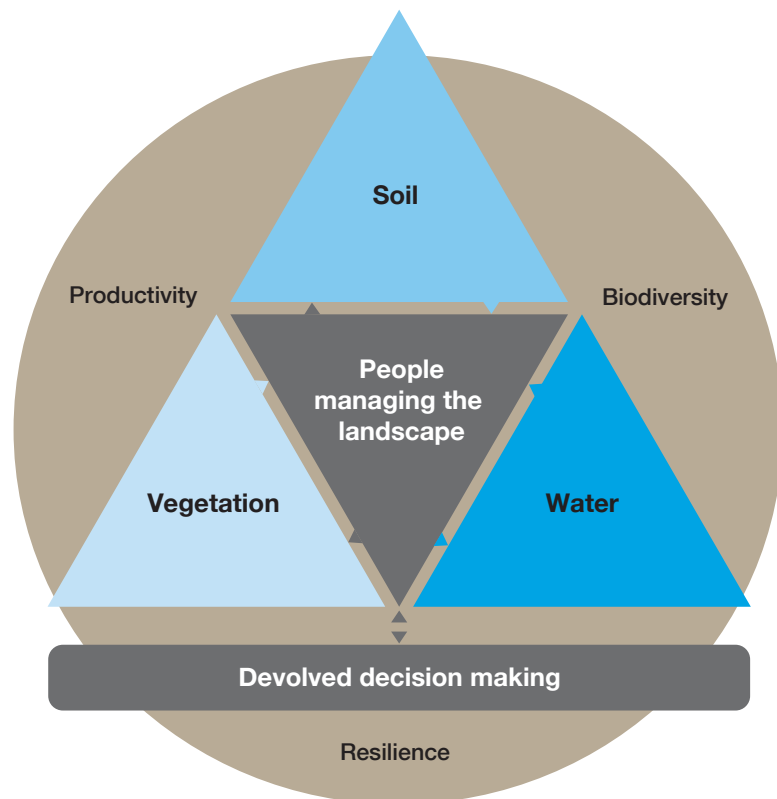 Soil
Productivity
Biodiversity
People
managing the
landscape
Vegetation
Water
Devolved decision making
Resilience